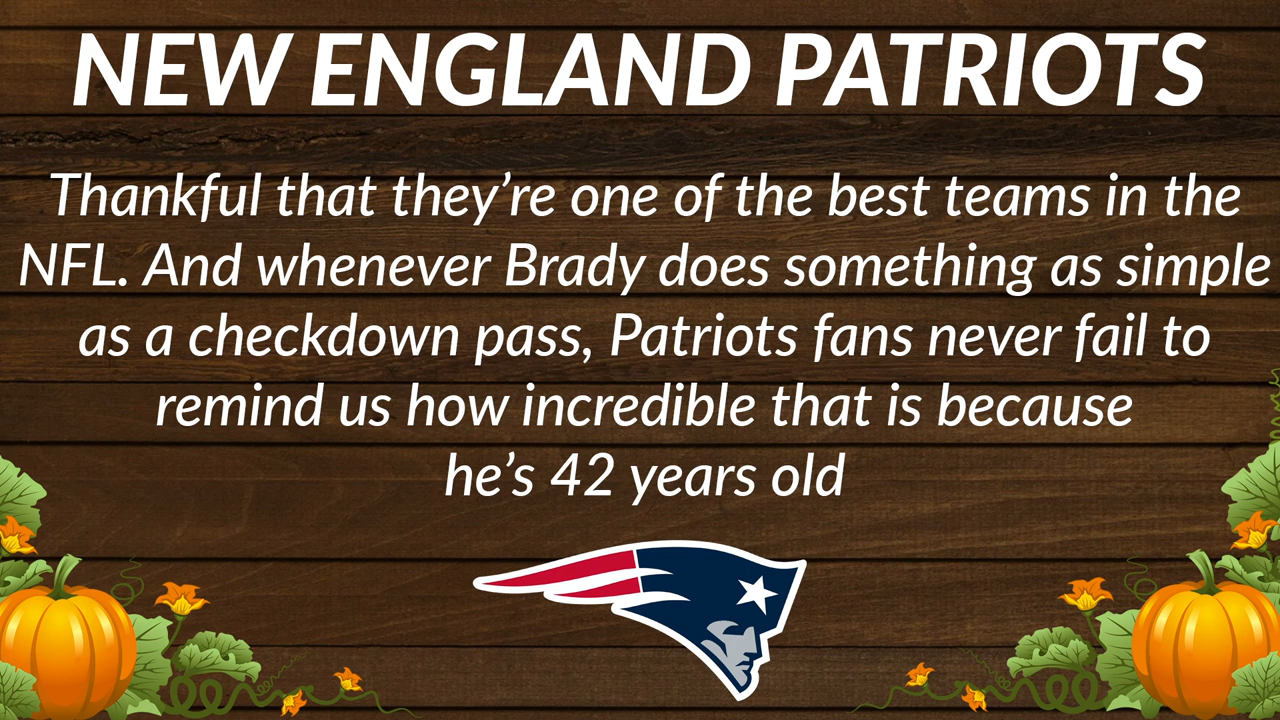 NEW ENGLAND PATRIOTS
Thankful that they’re one of the best teams in the
NFL. And whenever Brady does something as simple
as a checkdown pass, Patriots fans never fail to
remind us how incredible that is because
he’s 42 years old